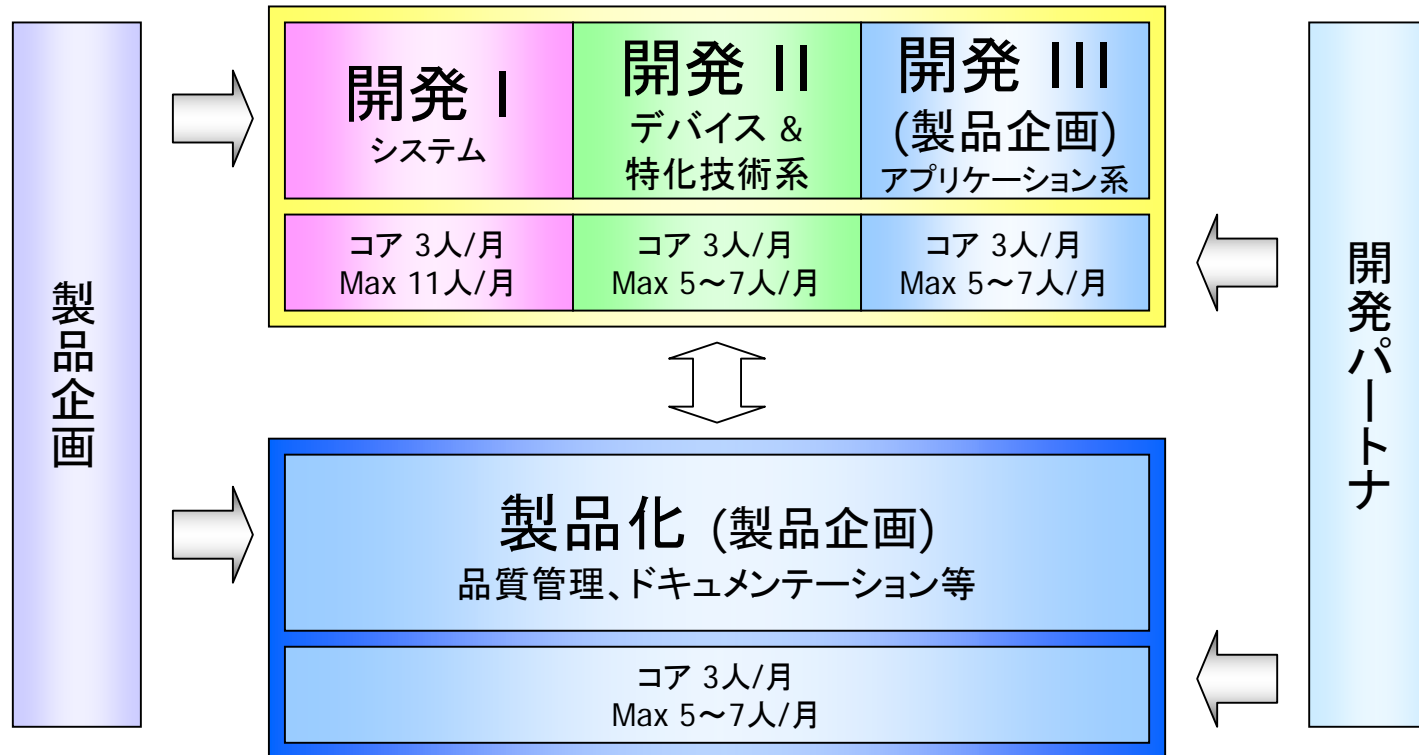 製品企画
開発 I
システム
開発 II
デバイス &
特化技術系
開発 III
(製品企画)
アプリケーション系
コア 3人/月
Max 11人/月
コア 3人/月
Max 5～7人/月
コア 3人/月
Max 5～7人/月
製品化 (製品企画)
品質管理、ドキュメンテーション等
コア 3人/月
Max 5～7人/月
開発パートナ